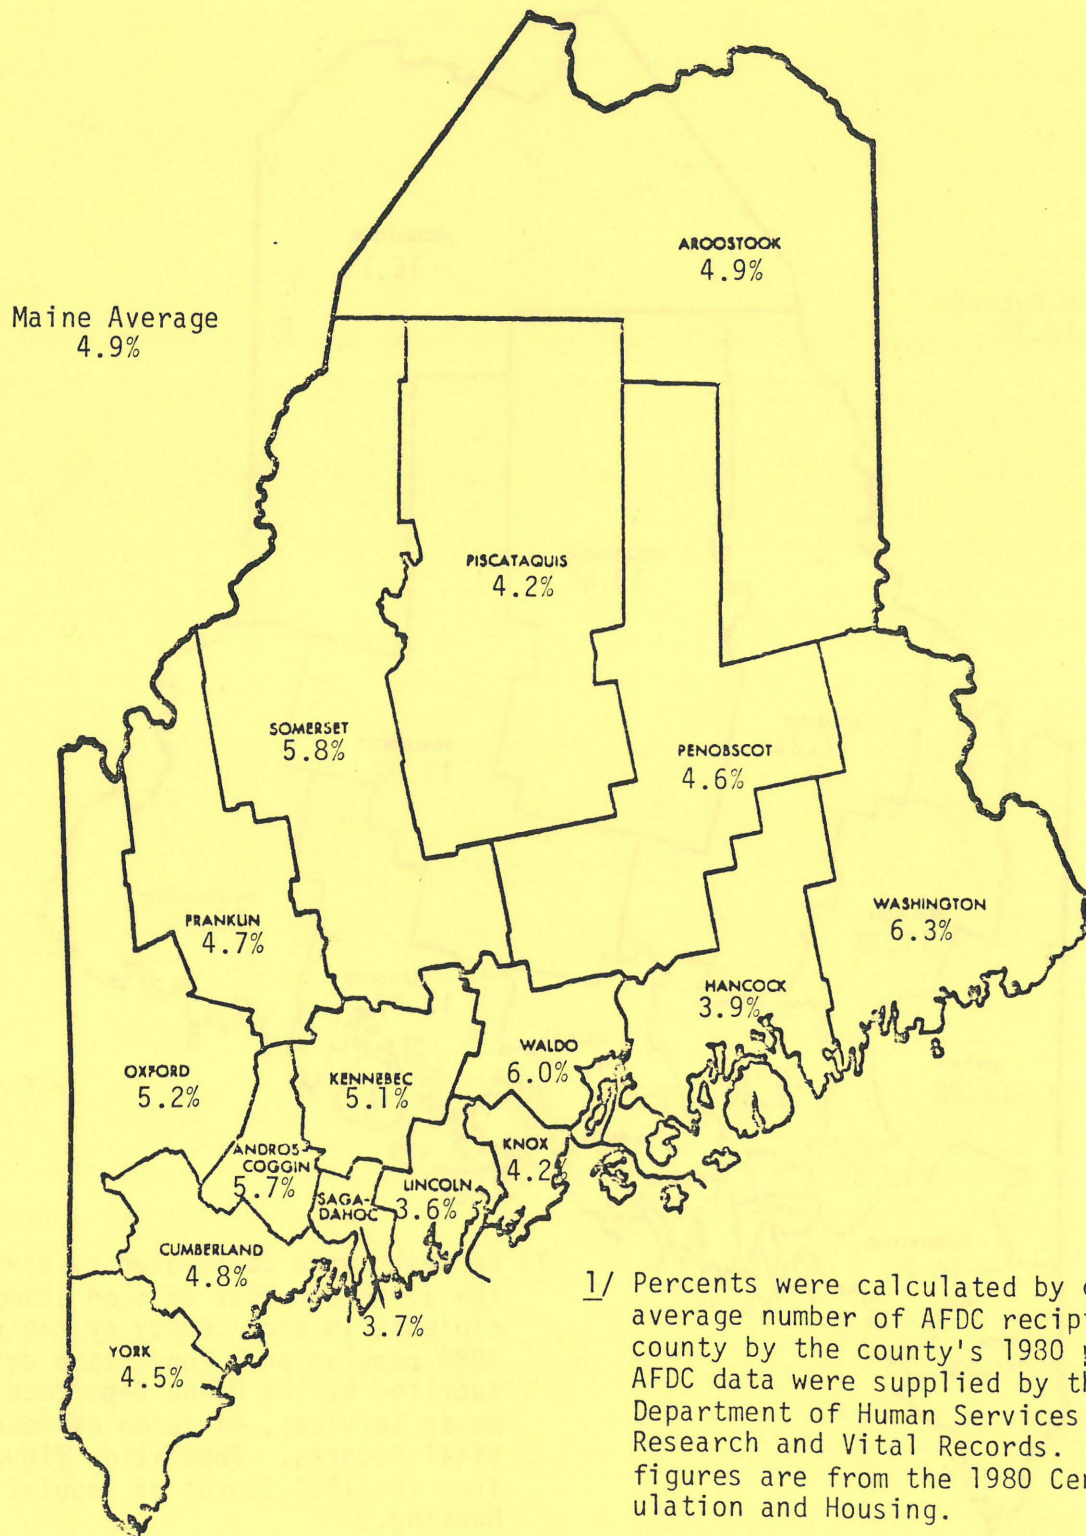 AROOSTOOK
4.9%
Maine Average
4.9%
PISCATAQUIS
4.2%
SOMERSET
5.8%
PENOBSCOT
4.6%
FRANKLIN
4.7%
WASHINGTON
6.3%
HANCOCK
3.9%
WALDO
6.0%
OXFORD
5.2%
KENNEBEC
5.1%
KNOX
4.2%
ANDROS-
COGGIN
5.7%
LINCOLN
3.6%
SAGA-
DAHOC
3.7%
CUMBERLAND
4.8%
YORK
4.5%
1/ Percents were calculated by
average number of AFDC recip
county by the county's 1980
AFDC data were supplied by th
Department of Human Services
Research and Vital Records.
figures are from the 1980 Cen
ulation and Housing.